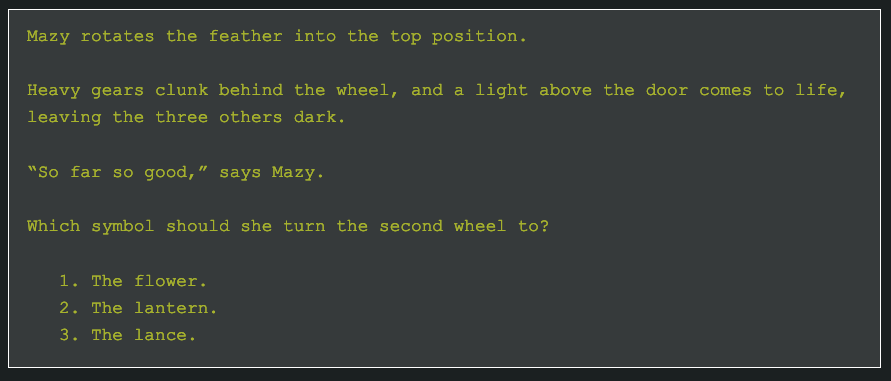 Mazy rotates the feather into the top position.
Heavy gears clunk behind the wheel, and a light above the door comes to life,
leaving the three others dark.
“So far so good,” says Mazy.
Which symbol should she turn the second wheel to?
1. The flower.
2. The lantern.
3. The lance.